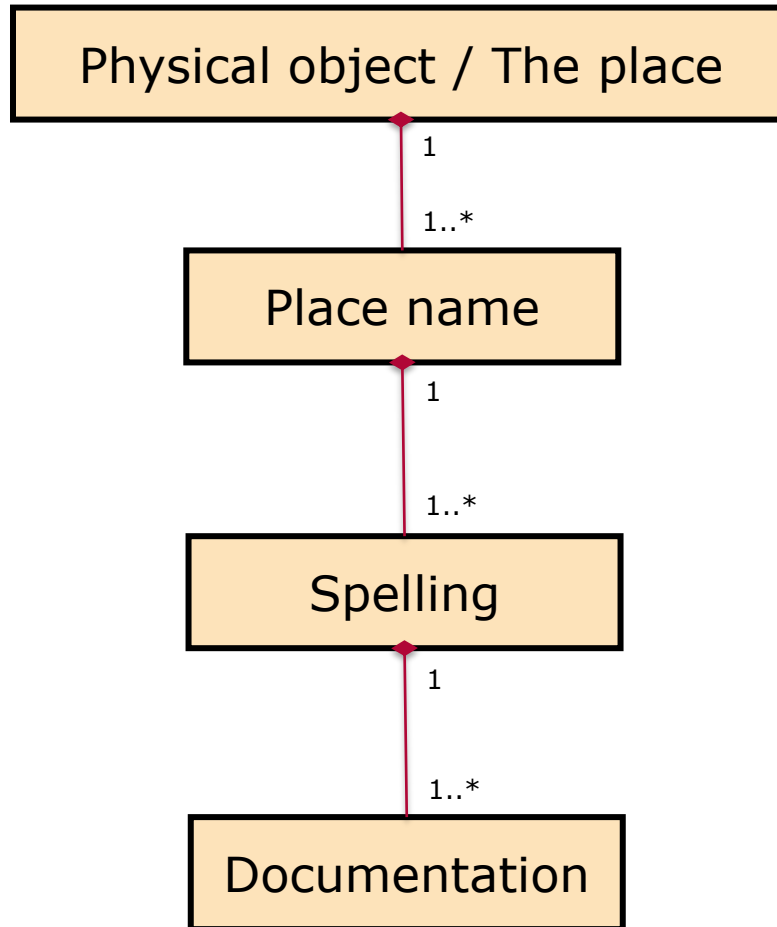 Physical object / The place
1
1..*
Place name
1
1..*
Spelling
1
1..*
Documentation